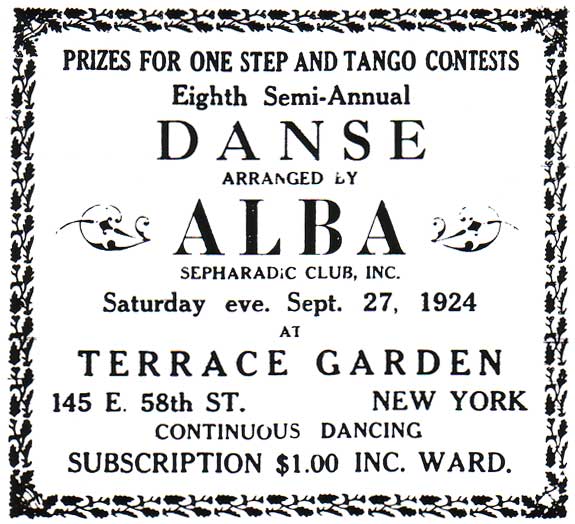 PRIZES FOR ONE STEP AND TANGO CONTESTS
Eighth Semi-Annual
DANSE
ARRANGED BY
ALBA
SEPHARADIC CLUB, INC.
Saturday eve. Sept. 27, 1924
AT
TERRACE GARDEN
145 E. 58th ST. NEW YORK
CONTINUOUS DANCING
SUBSCRIPTION $1.00 INC. WARD.